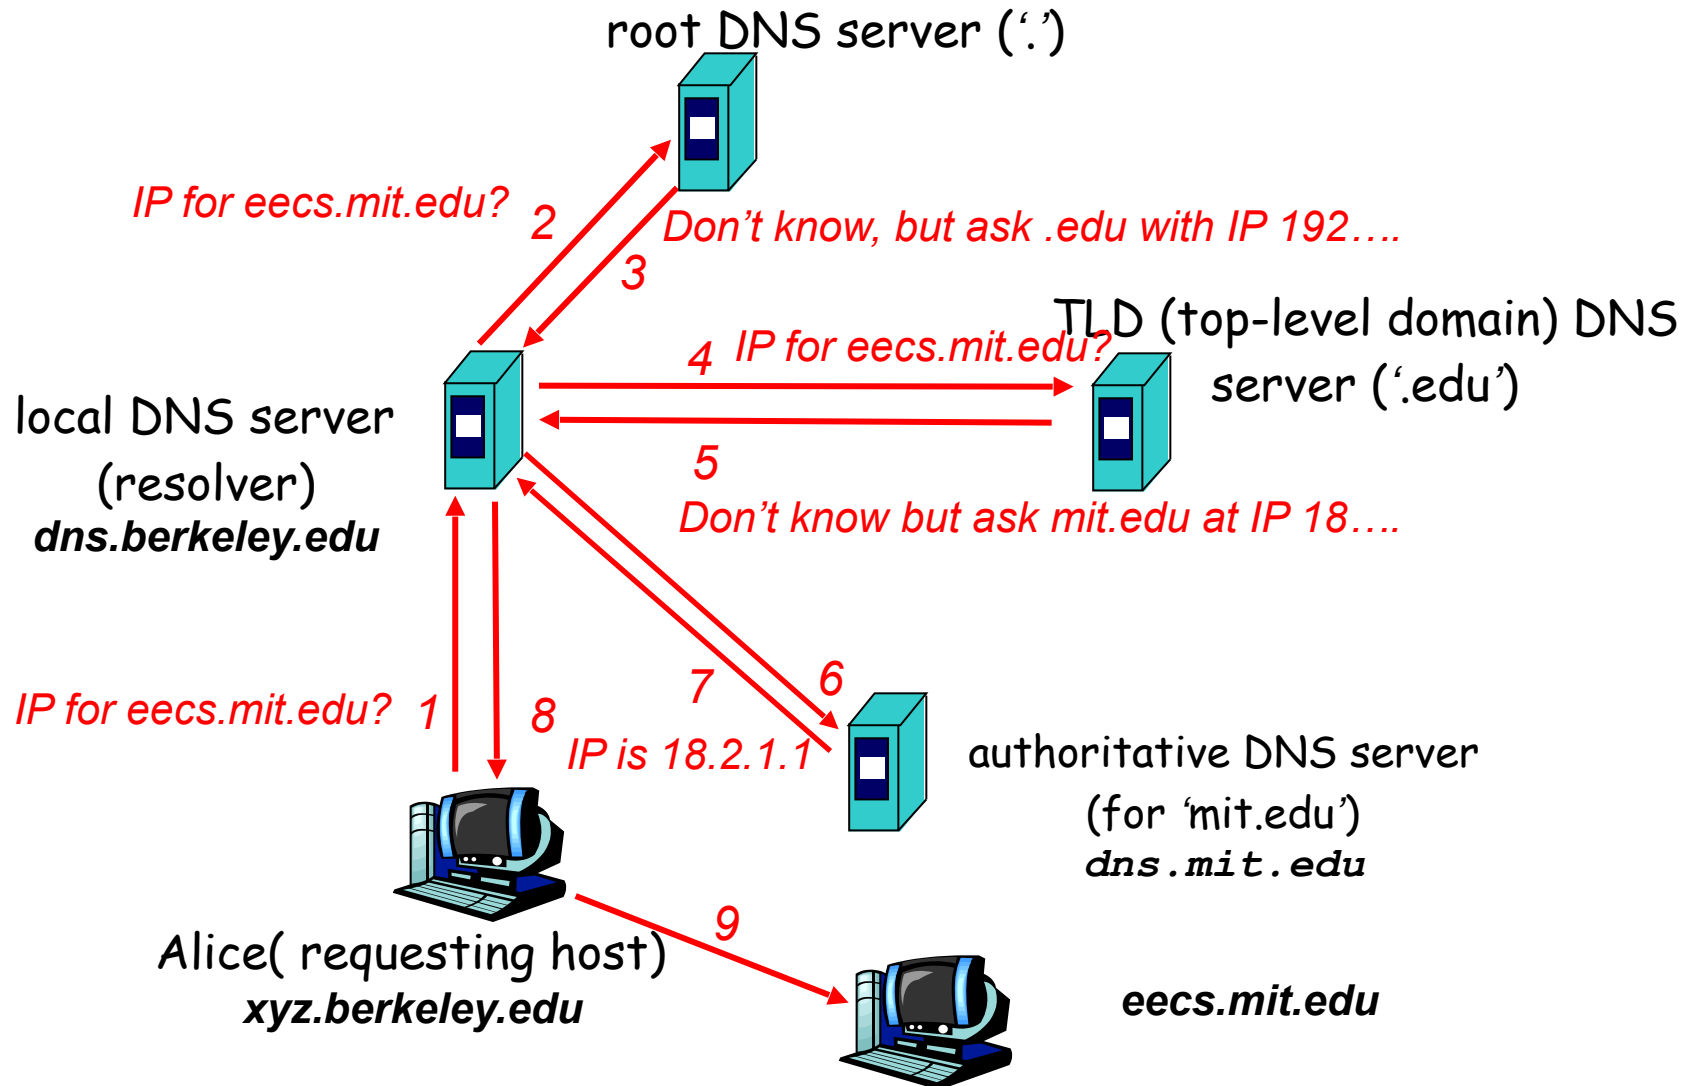 root DNS server (‘.’)
IP for eecs.mit.edu?
2
Don’t know, but ask .edu with IP 192….
3
TLD (top-level domain) DNS
server (‘.edu’)
4
IP for eecs.mit.edu?
local DNS server
(resolver)
dns.berkeley.edu
5
Don’t know but ask mit.edu at IP 18….
IP for eecs.mit.edu?
1
8
7
6
IP is 18.2.1.1
authoritative DNS server
(for ‘mit.edu’)
dns.mit.edu
9
Alice( requesting host)
xyz.berkeley.edu
eecs.mit.edu